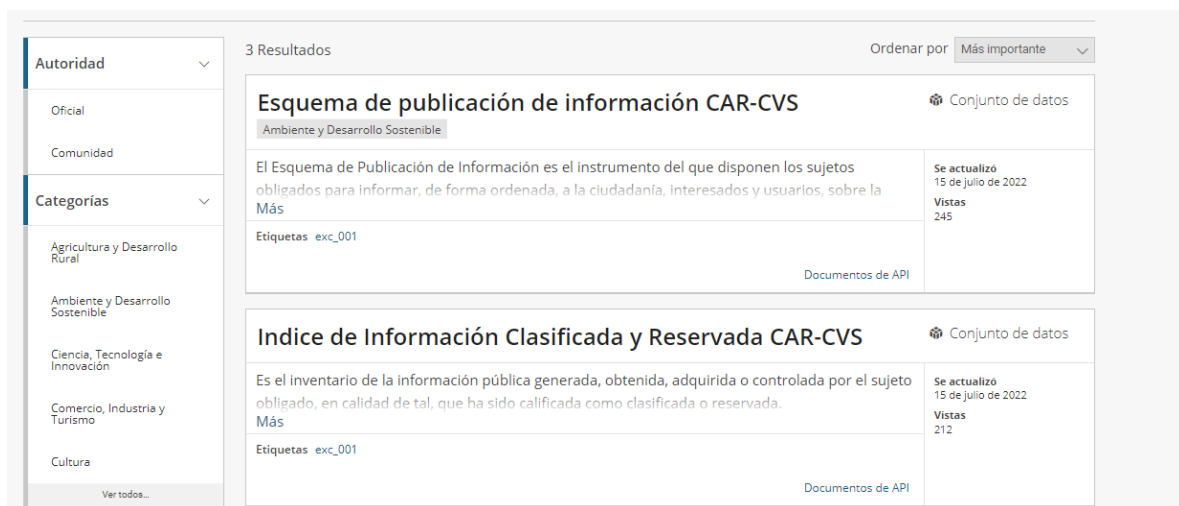 Autoridad
Oficial
Comunidad
Categorías
Agricultura y Desarrollo
Rural
Ambiente y Desarrollo
Sostenible
Ciencia, Tecnología e
Innovación
Comercio, Industria y
Turismo
Cultura
Ver todos...
3 Resultados
Ordenar por Más importante
Esquema de publicación de información CAR-CVS
Conjunto de datos
Ambiente y Desarrollo Sostenible
El Esquema de Publicación de Información es el instrumento del que disponen los sujetos
obligados para informar, de forma ordenada, a la ciudadanía, interesados y usuarios, sobre la
Más
Etiquetas exc_001
Documentos de API
Se actualizó
15 de julio de 2022
Vistas
245
Indice de Información Clasificada y Reservada CAR-CVS
Conjunto de datos
Es el inventario de la información pública generada, obtenida, adquirida o controlada por el sujeto
obligado, en calidad de tal, que ha sido calificada como clasificada o reservada.
Más
Etiquetas exc_001
Documentos de API
Se actualizó
15 de julio de 2022
Vistas
212